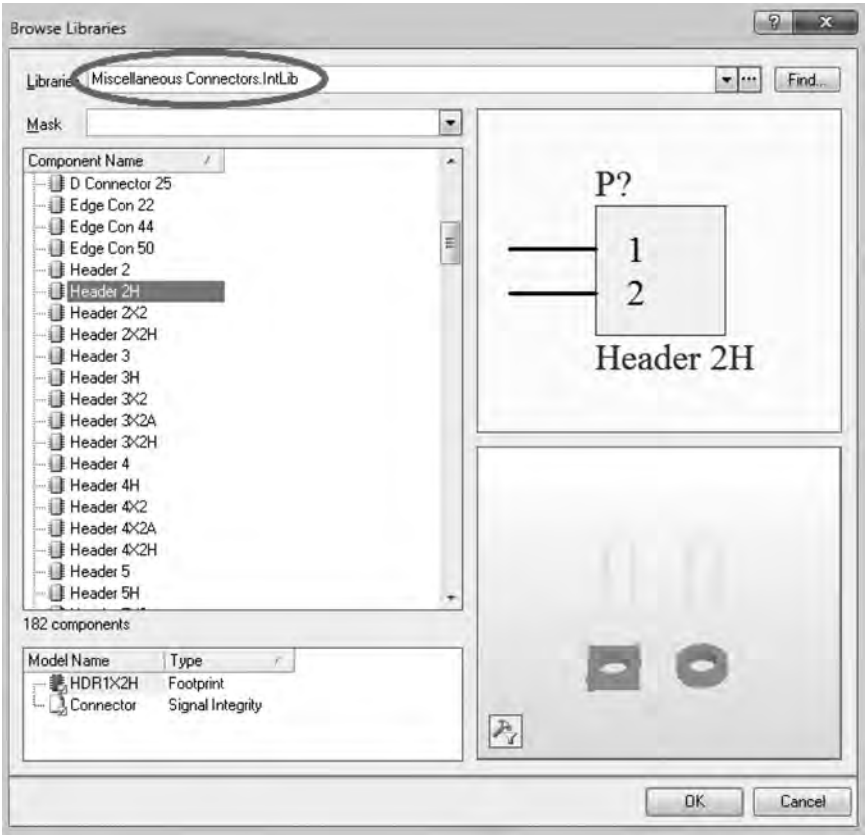 Browse Libraries
Libraries Miscellaneous Connectors.IntLib Find...
Mask
Component Name
D Connector 25
Edge Con 22
Edge Con 44
Edge Con 50
Header 2
Header 2H
Header 2X2
Header 2X2H
Header 3
Header 3H
Header 3X2
Header 3X2A
Header 3X2H
Header 4
Header 4H
Header 4X2
Header 4X2A
Header 4X2H
Header 5
Header 5H
182 components
Model Name Type
HDR1X2H Footprint
Connector Signal Integrity
P?
1
2
Header 2H
OK Cancel